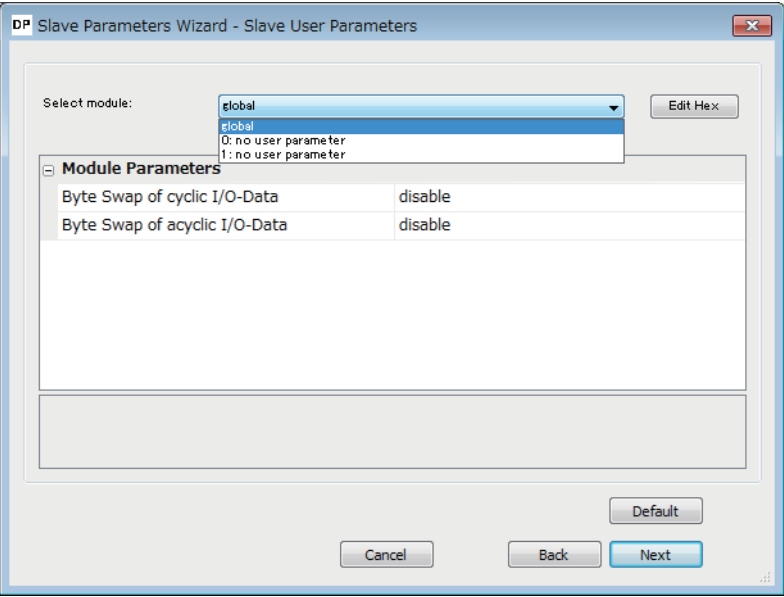 DP Slave Parameters Wizard - Slave User Parameters
Select module: global Edit Hex
global
0: no user parameter
1: no user parameter
Module Parameters
Byte Swap of cyclic I/O-Data disable
Byte Swap of acyclic I/O-Data disable
Default
Cancel Back Next